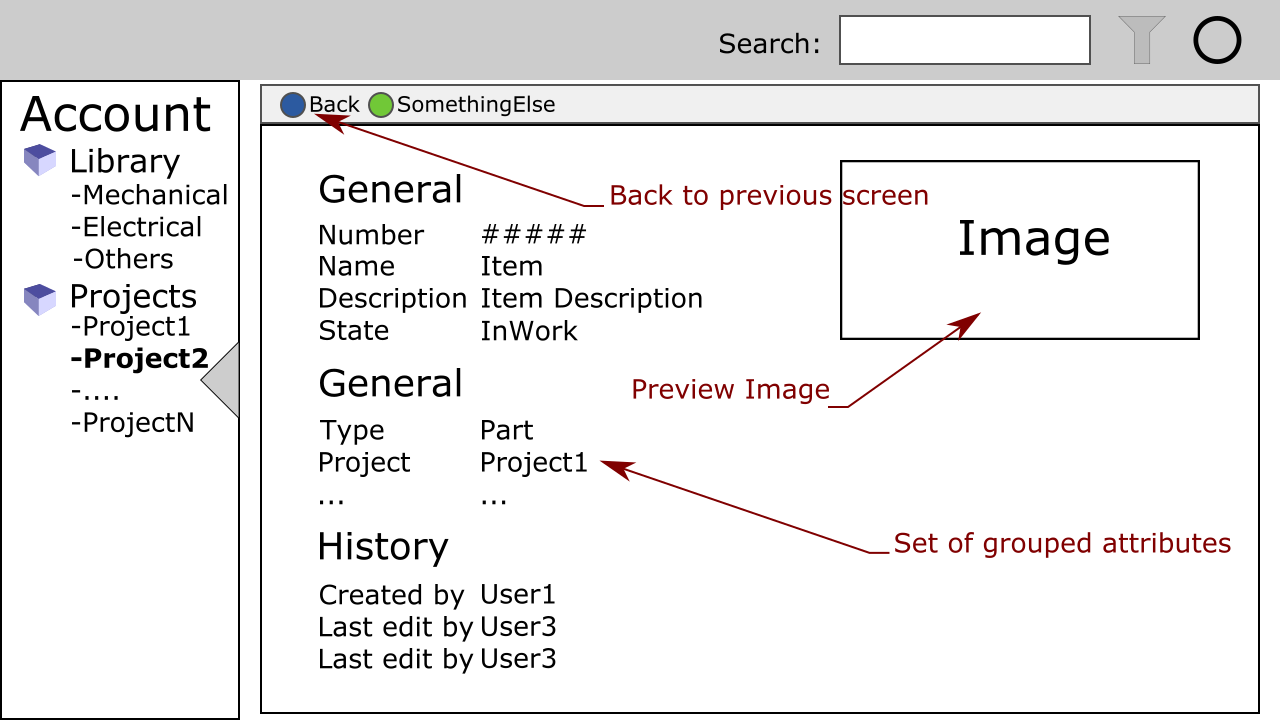 Search:
Account
Library
-Mechanical
-Electrical
-Others
Projects
-Project1
-Project2
-....
-ProjectN
Back SomethingElse
Back to previous screen
General
Number #####
Name Item
Description Item Description
State InWork
Image
Preview Image
General
Type Part
Project Project1
... ...
Set of grouped attributes
History
Created by User1
Last edit by User3
Last edit by User3